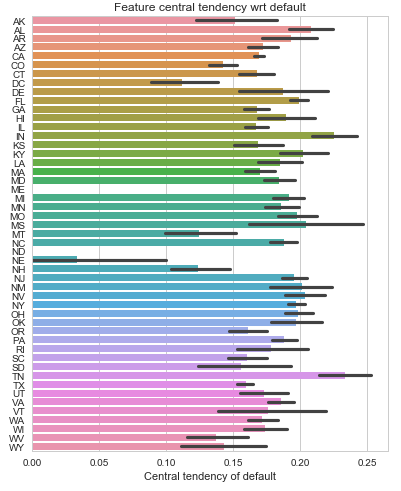 Feature central tendency wrt default
AK
AL
AR
AZ
CA
CO
CT
DC
DE
FL
GA
HI
IL
IN
KS
KY
LA
MA
MD
ME
MI
MN
MO
MS
MT
NC
ND
NE
NH
NJ
NM
NV
NY
OH
OK
OR
PA
RI
SC
SD
TN
TX
UT
VA
VT
WA
WI
WV
WY
0.00 0.05 0.10 0.15 0.20 0.25
Central tendency of default